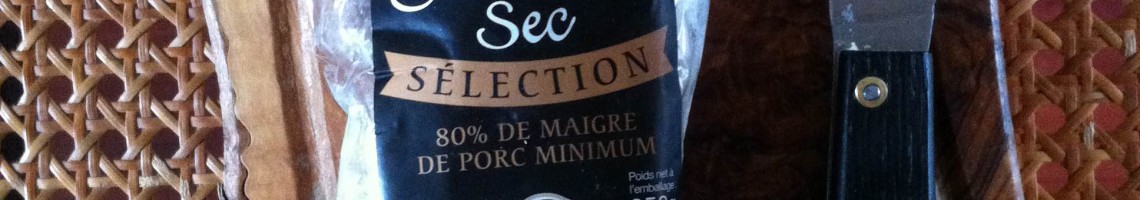 Sec
SÉLECTION
80% DE MAIGRE
DE PORC MINIMUM
Poids net à
l'emballage